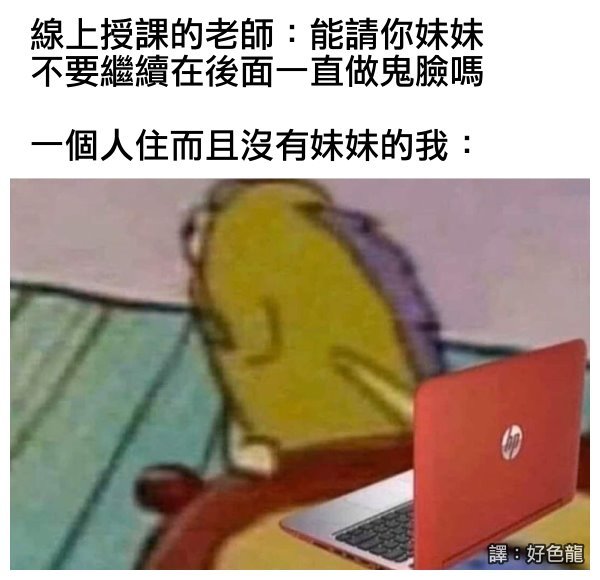 線上授課的老師：能請你妹妹
不要繼續在後面一直做鬼臉嗎
一個人住而且沒有妹妹的我：
hp
譯：好色龍